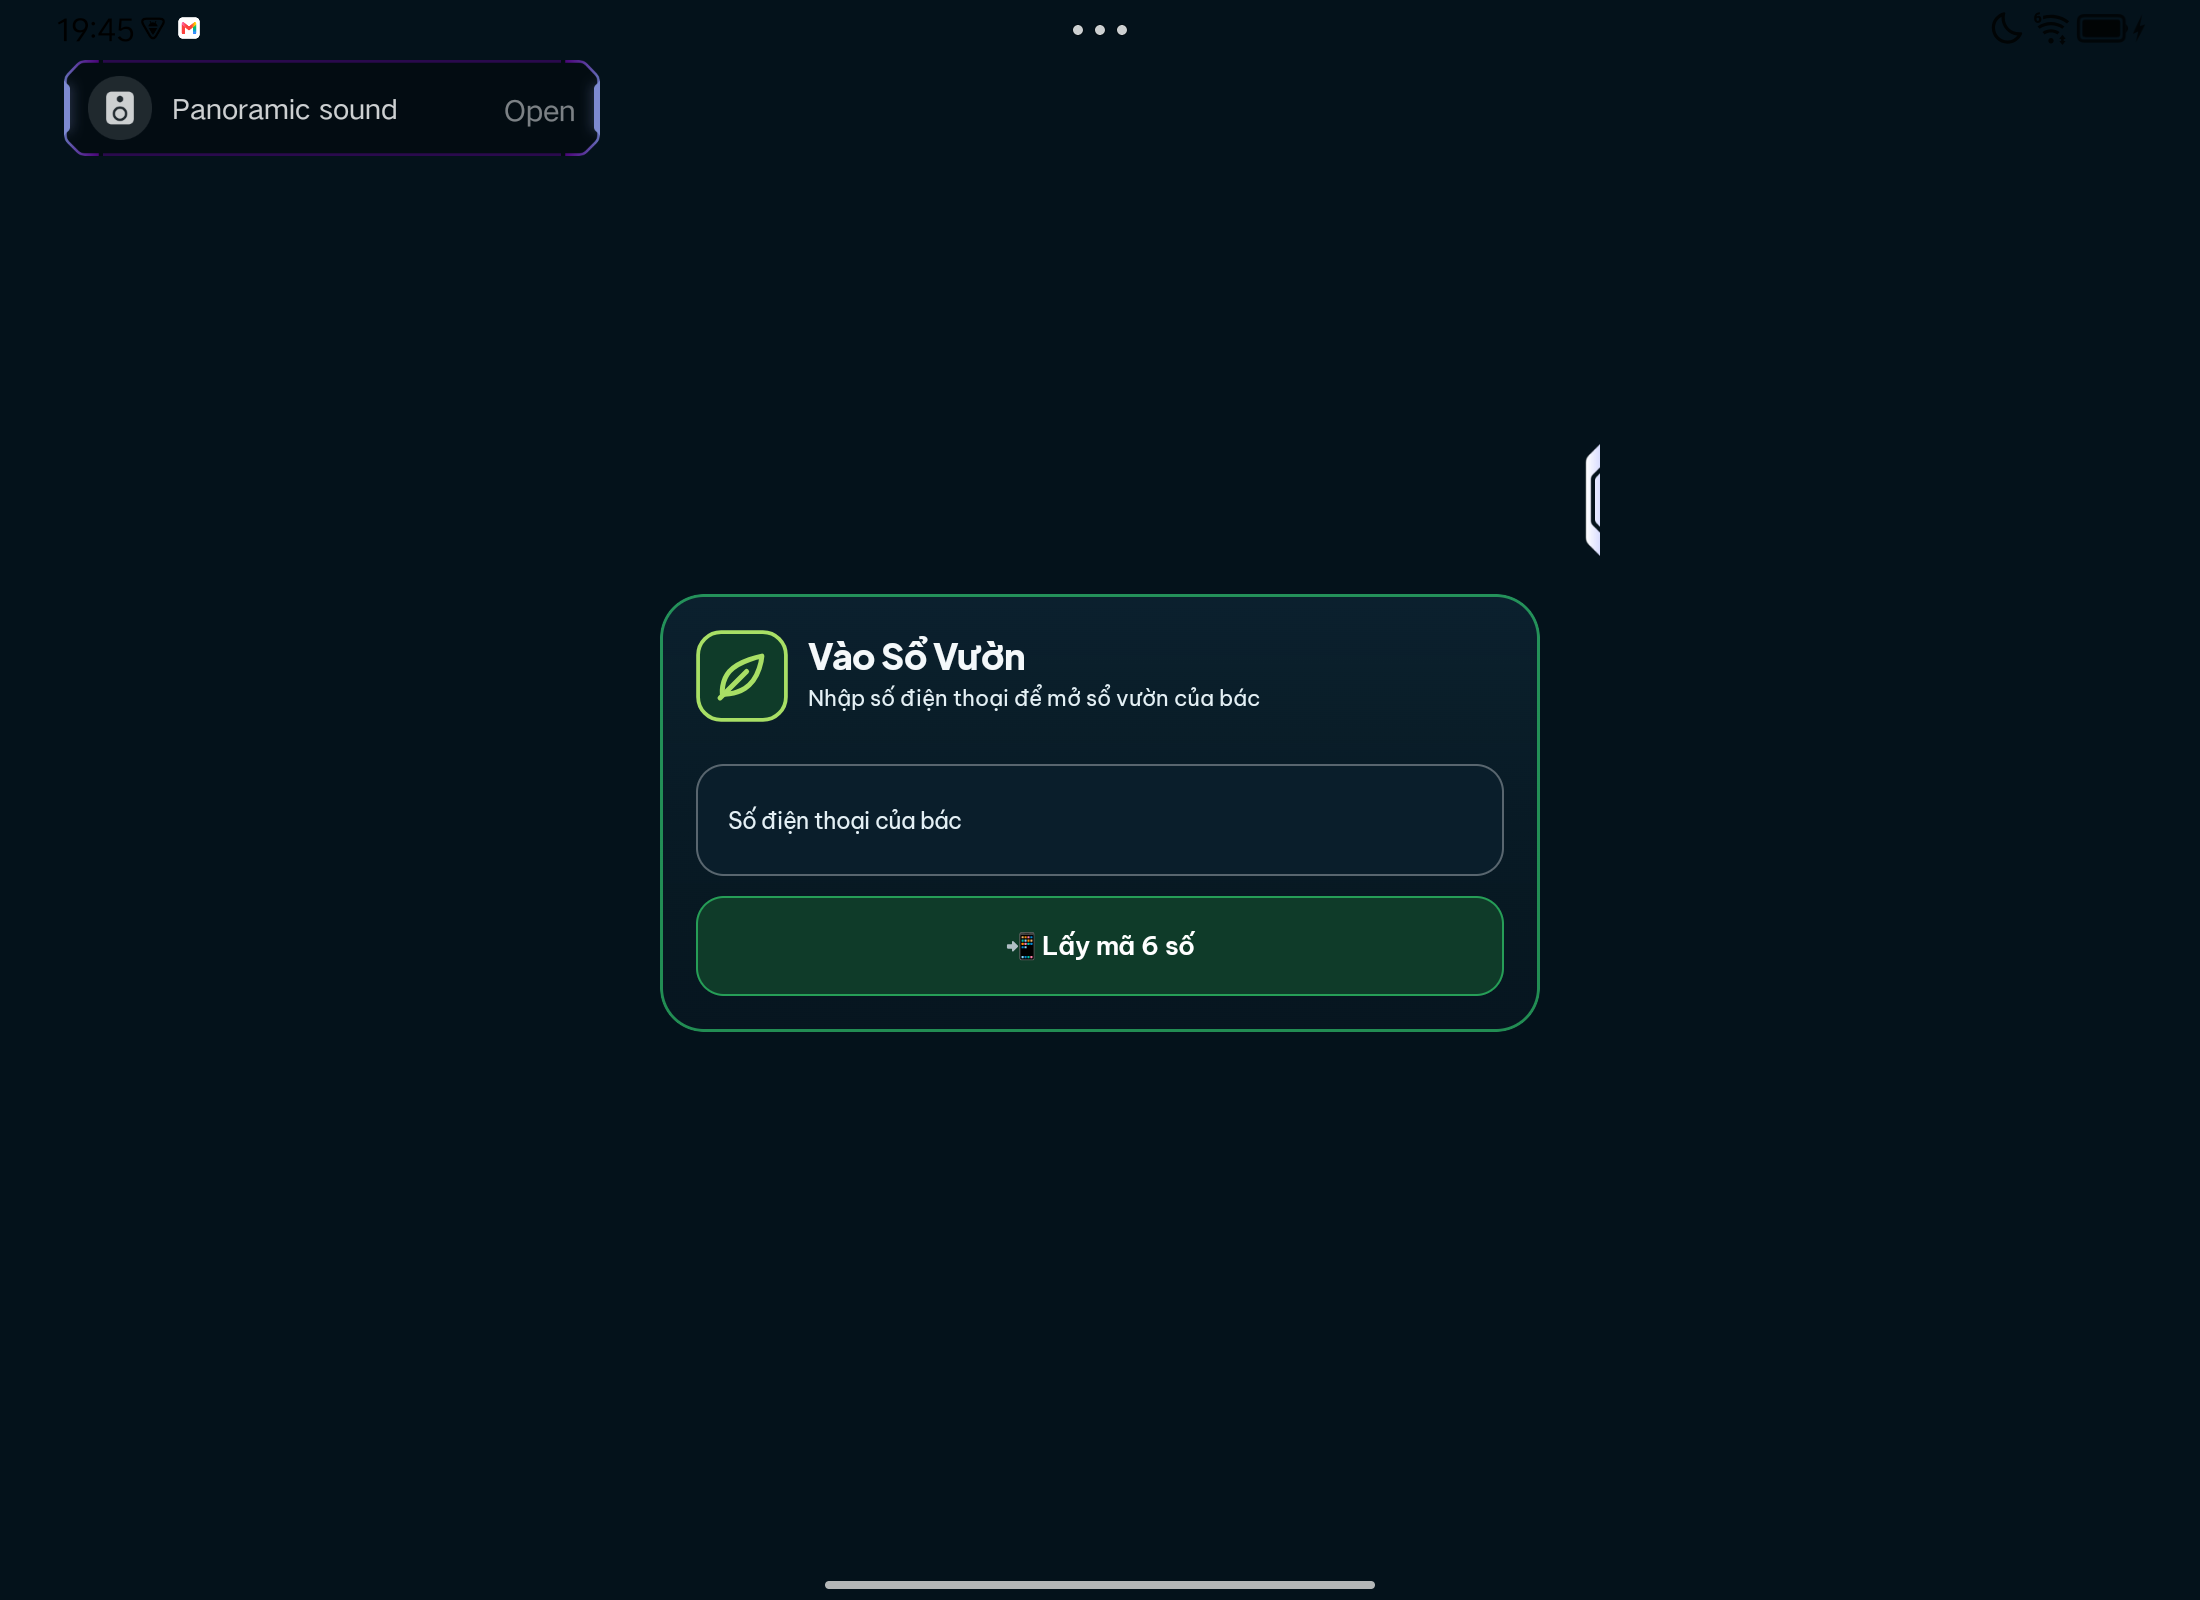 19:45
Panoramic sound Open
Vào Sổ Vườn
Nhập số điện thoại để mở sổ vườn của bác
Số điện thoại của bác
📲 Lấy mã 6 số